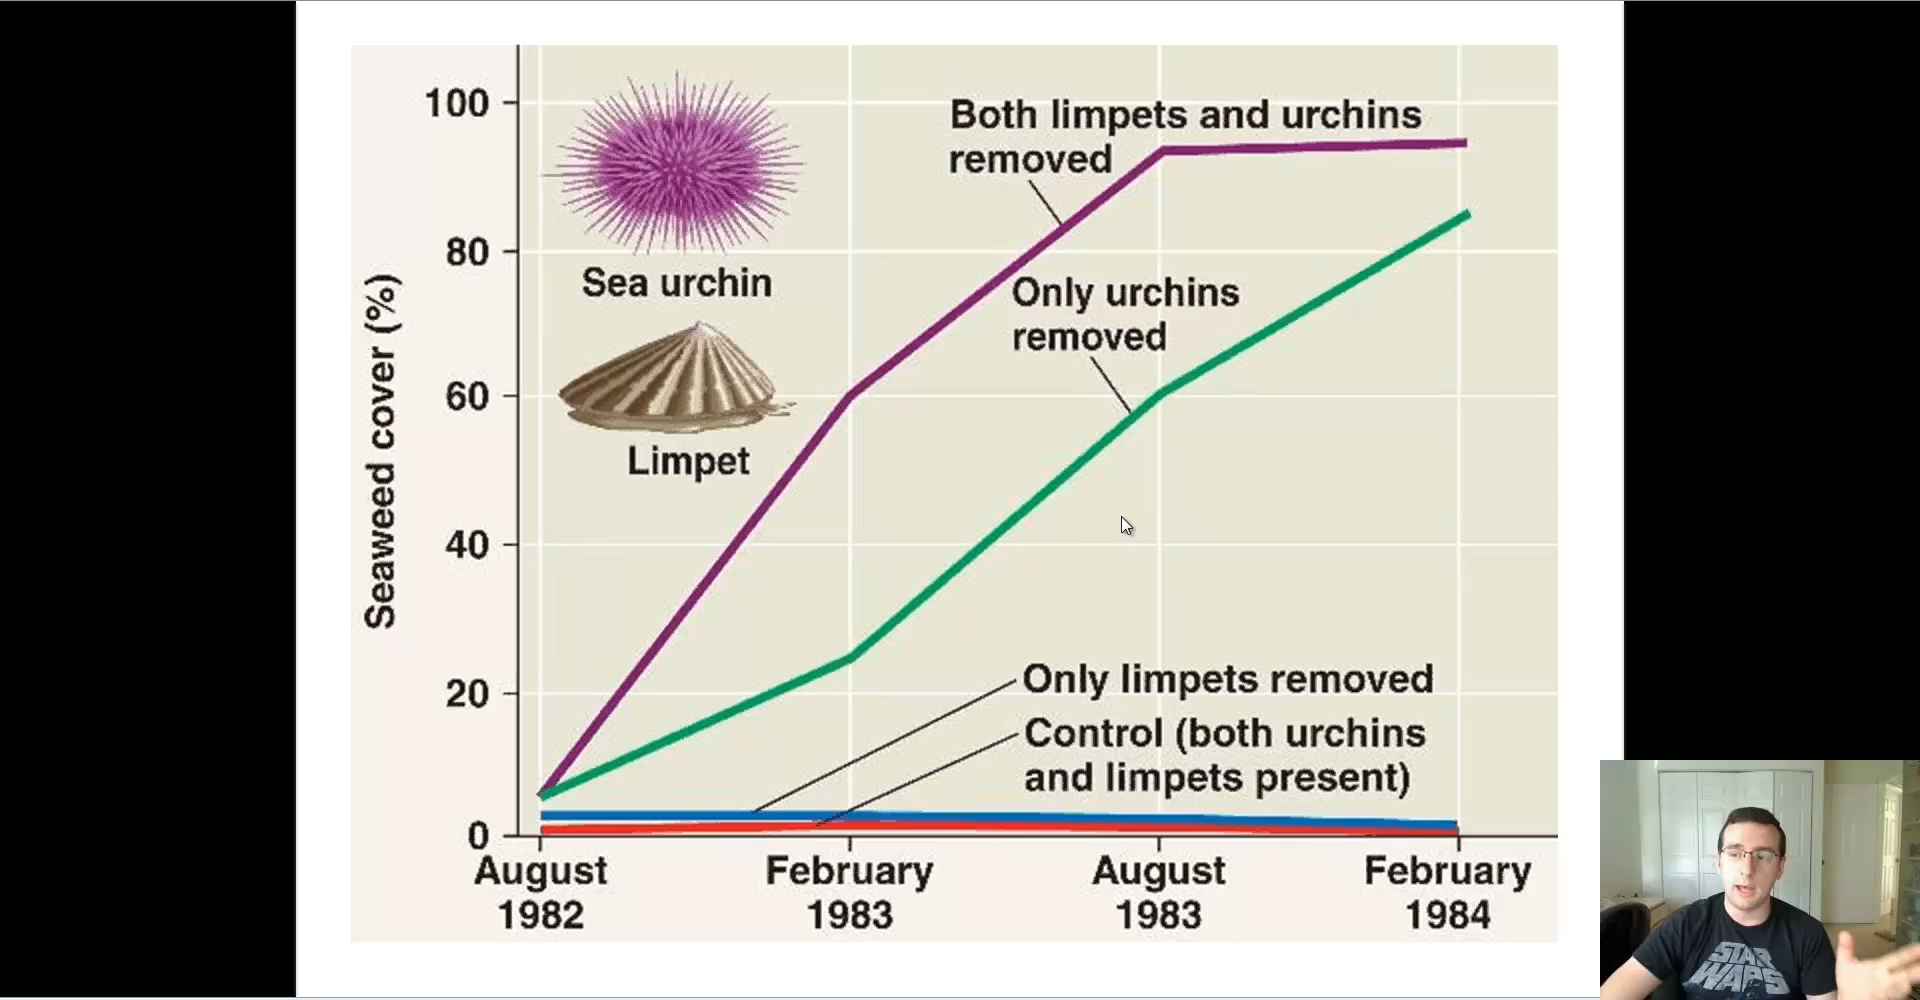 100
80
60
40
20
0
Seaweed cover (%)
Sea urchin
Limpet
Both limpets and urchins
removed
Only urchins
removed
Only limpets removed
Control (both urchins
and limpets present)
August
1982
February
1983
August
1983
February
1984
STAR
WARS